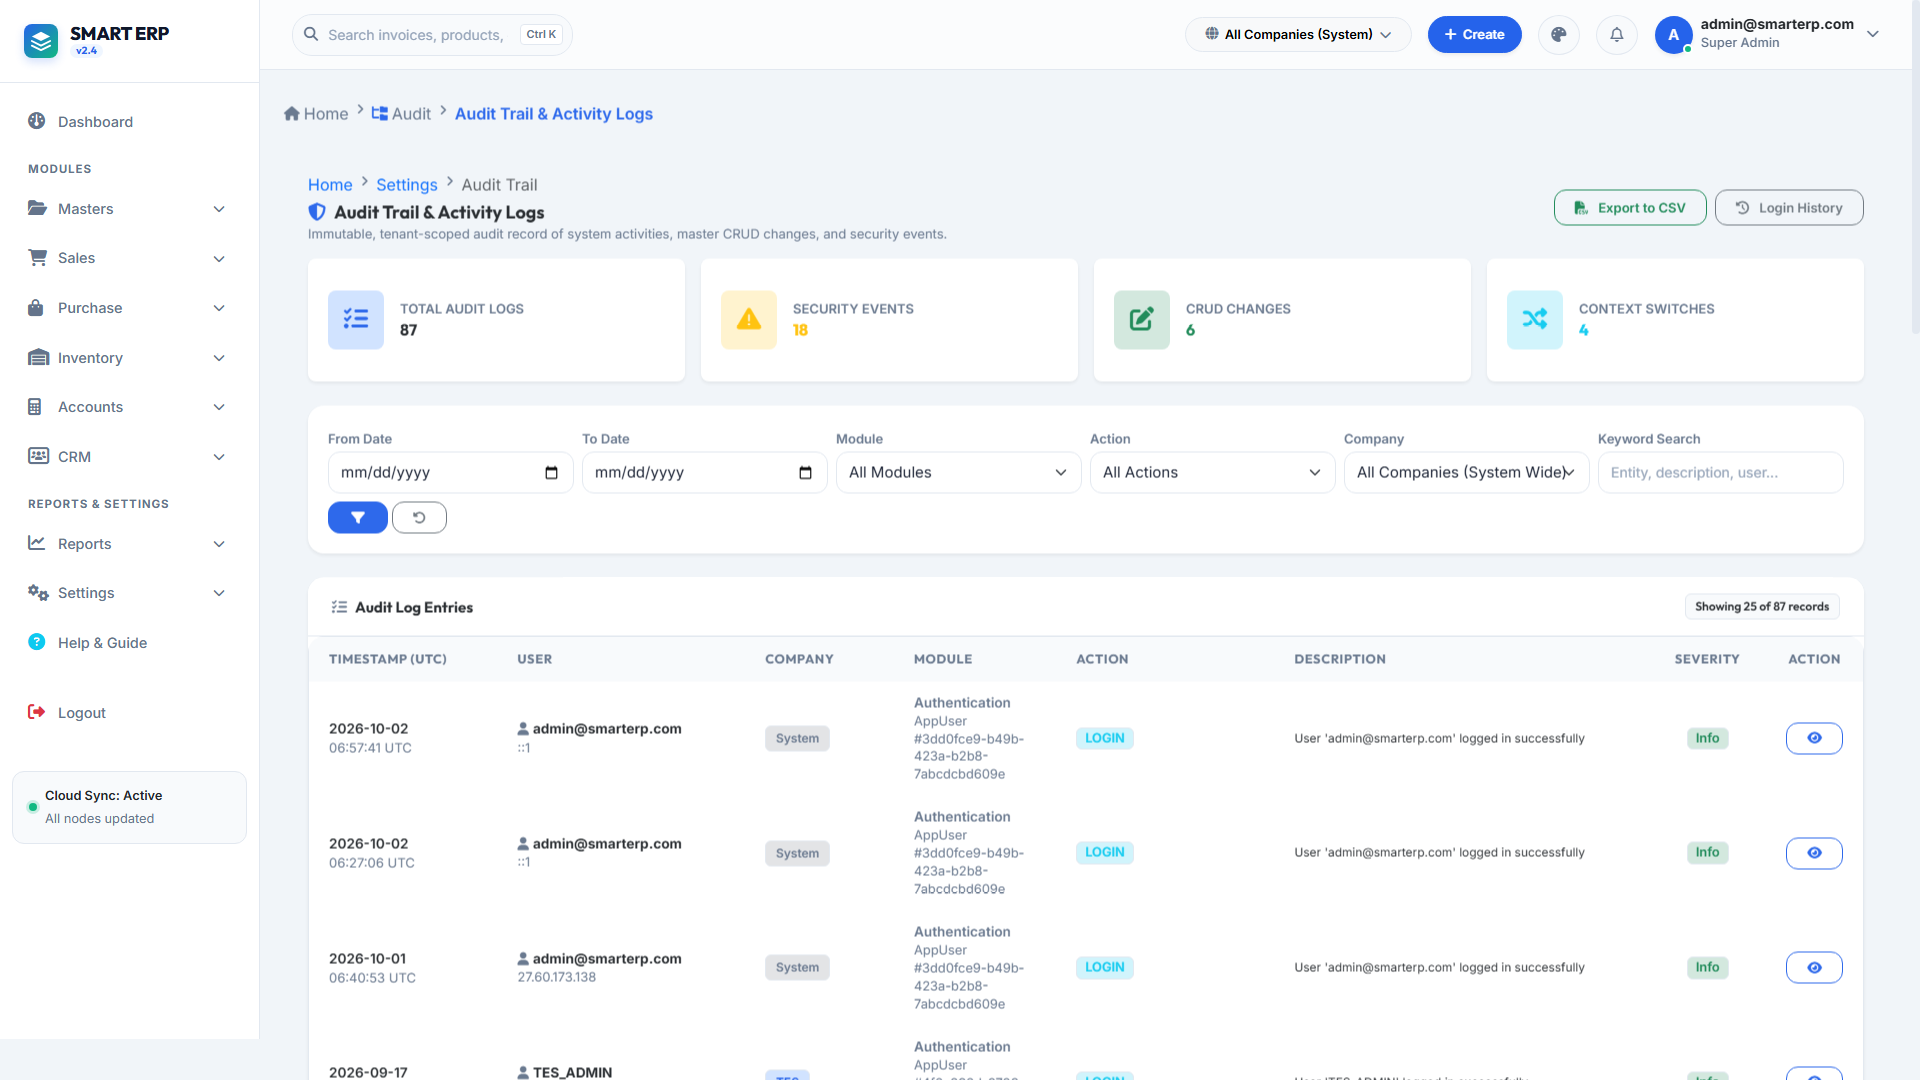 SMART ERP
v2.4
Search invoices, products,
Ctrl K
All Companies (System)
+ Create
A
admin@smarterp.com
Super Admin
Dashboard
MODULES
Masters
Sales
Purchase
Inventory
Accounts
CRM
REPORTS & SETTINGS
Reports
Settings
Help & Guide
Logout
Cloud Sync: Active
All nodes updated
Home > Audit > Audit Trail & Activity Logs
Home > Settings > Audit Trail
Audit Trail & Activity Logs
Immutable, tenant-scoped audit record of system activities, master CRUD changes, and security events.
Export to CSV
Login History
TOTAL AUDIT LOGS
87
SECURITY EVENTS
18
CRUD CHANGES
6
CONTEXT SWITCHES
4
From Date
mm/dd/yyyy
To Date
mm/dd/yyyy
Module
All Modules
Action
All Actions
Company
All Companies (System Wide)
Keyword Search
Entity, description, user...
Audit Log Entries
Showing 25 of 87 records
TIMESTAMP (UTC) USER COMPANY MODULE ACTION DESCRIPTION SEVERITY ACTION
2026-10-02
06:57:41 UTC
admin@smarterp.com
::1
System
Authentication
AppUser
#3dd0fce9-b49b-
423a-b2b8-
7abcdcbd609e
LOGIN
User 'admin@smarterp.com' logged in successfully
Info
2026-10-02
06:27:06 UTC
admin@smarterp.com
::1
System
Authentication
AppUser
#3dd0fce9-b49b-
423a-b2b8-
7abcdcbd609e
LOGIN
User 'admin@smarterp.com' logged in successfully
Info
2026-10-01
06:40:53 UTC
admin@smarterp.com
27.60.173.138
System
Authentication
AppUser
#3dd0fce9-b49b-
423a-b2b8-
7abcdcbd609e
LOGIN
User 'admin@smarterp.com' logged in successfully
Info
2026-09-17
TES_ADMIN
TES
Authentication
AppUser
LOGIN
User 'TES_ADMIN' logged in successfully
Info